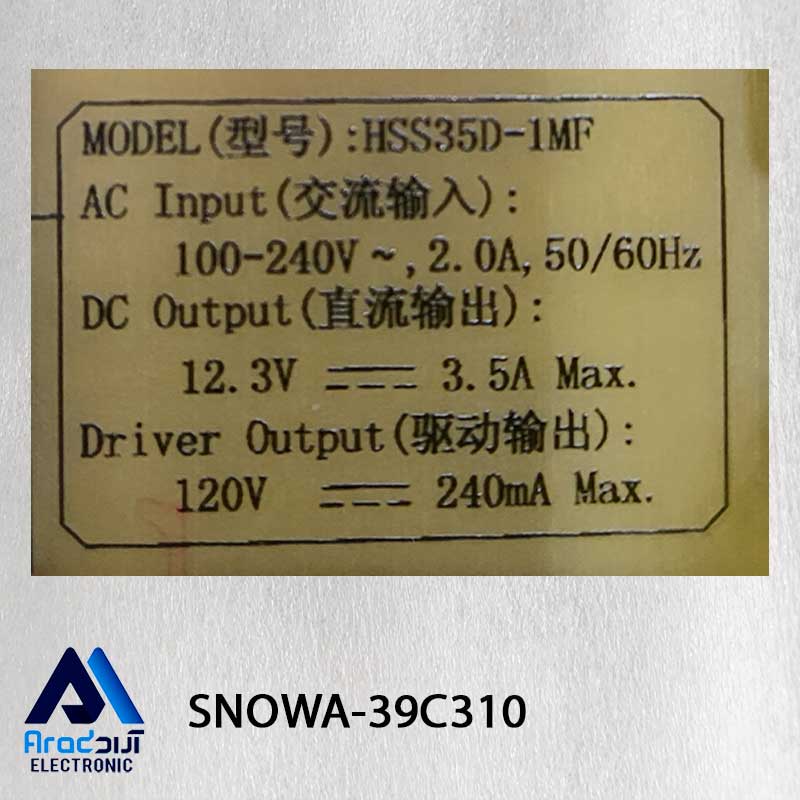 MODEL(型号):HSS35D-1MF
AC Input(交流输入):
100-240V ~,2.0A,50/60Hz
DC Output(直流输出):
12.3V ⎓ 3.5A Max.
Driver Output(驱动输出):
120V ⎓ 240mA Max.
Arad آراد
ELECTRONIC
SNOWA-39C310